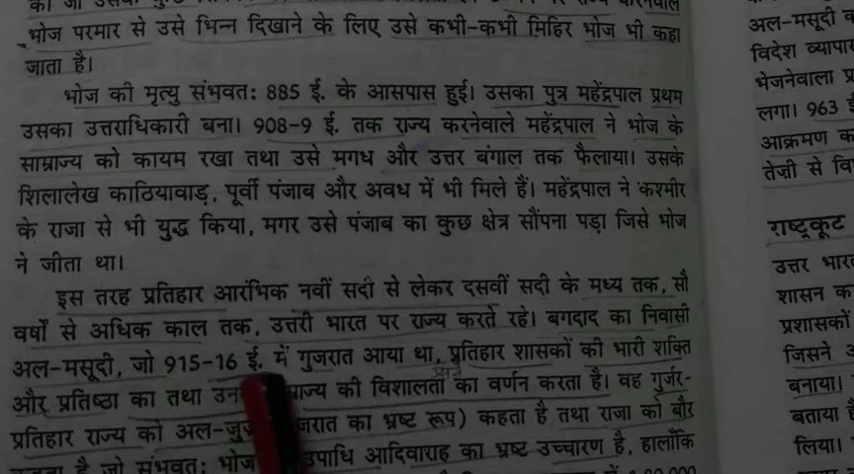 भोज परमार से उसे भिन्न दिखाने के लिए उसे कभी-कभी मिहिर भोज भी कहा
जाता है।
भोज की मृत्यु संभवत: 885 ई. के आसपास हुई। उसका पुत्र महेंद्रपाल प्रथम
उसका उत्तराधिकारी बना। 908-9 ई. तक राज्य करनेवाले महेंद्रपाल ने भोज के
साम्राज्य को कायम रखा तथा उसे मगध और उत्तर बंगाल तक फैलाया। उसके
शिलालेख काठियावाड़, पूर्वी पंजाब और अवध में भी मिले हैं। महेंद्रपाल ने कश्मीर
के राजा से भी युद्ध किया, मगर उसे पंजाब का कुछ क्षेत्र सौंपना पड़ा जिसे भोज
ने जीता था।
इस तरह प्रतिहार आरंभिक नवीं सदी से लेकर दसवीं सदी के मध्य तक, सौ
वर्षों से अधिक काल तक, उत्तरी भारत पर राज्य करते रहे। बगदाद का निवासी
अल-मसूदी, जो 915-16 ई. में गुजरात आया था, प्रतिहार शासकों की भारी शक्ति
और प्रतिष्ठा का तथा की विशालता का वर्णन करता है। वह गुर्जर-
प्रतिहार राज्य को का भ्रष्ट रूप) कहता है तथा राजा को बौर
है जो संभवत: भोज उपाधि आदिवाराह का भ्रष्ट उच्चारण है, हालाँकि
अल-मसूदी
विदेश व्यापार
भेजनेवाला
लगा। 963
आक्रमण
तेज़ी से
राष्ट्रकूट
उत्तर
शासन
प्रशासकों
जिसने
बनाया।
बताया
लिया।